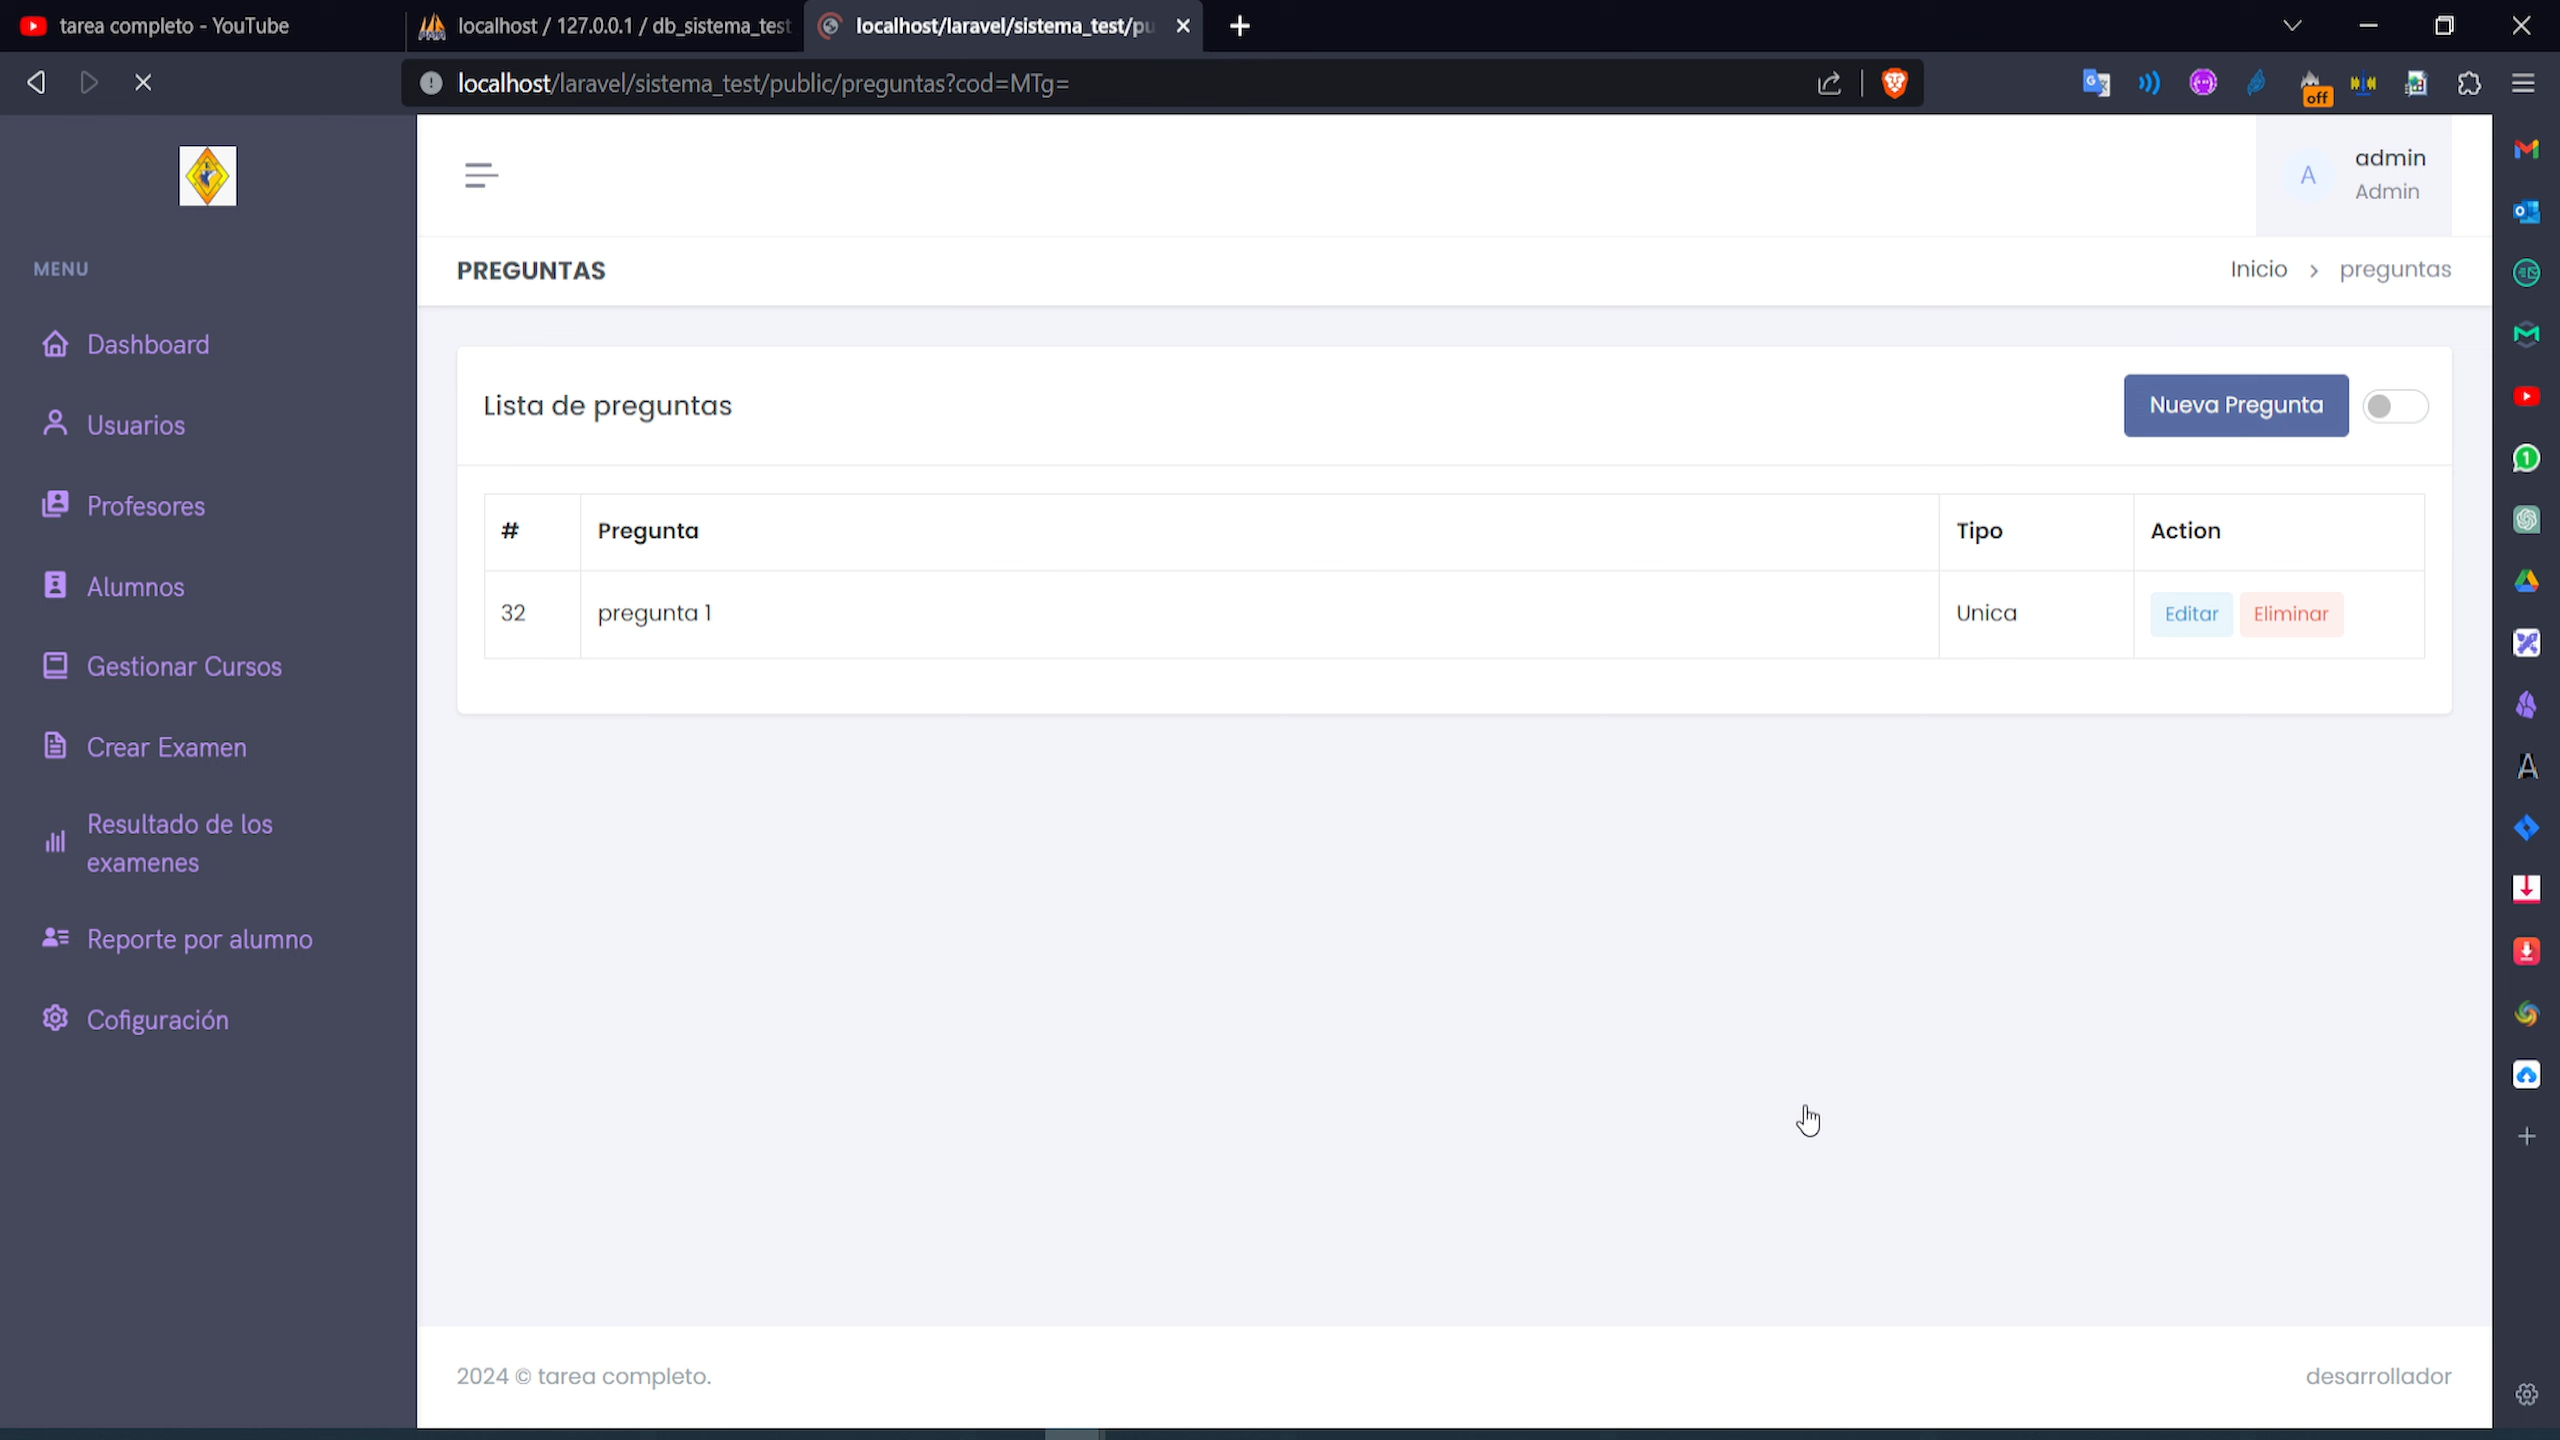 tarea completo - YouTube
localhost / 127.0.0.1 / db_sistema_test
localhost/laravel/sistema_test/pu
localhost/laravel/sistema_test/public/preguntas?cod=MTg=
off
admin
A
Admin
MENU
PREGUNTAS
Inicio > preguntas
Dashboard
Usuarios
Profesores
Alumnos
Gestionar Cursos
Crear Examen
Resultado de los
examenes
Reporte por alumno
Cofiguración
Lista de preguntas
Nueva Pregunta
# Pregunta Tipo Action
32 pregunta 1 Unica Editar Eliminar
1
2024 © tarea completo.
desarrollador